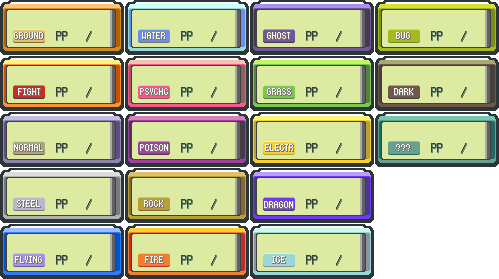 GROUND PP / WATER PP / GHOST PP / BUG PP /
FIGHT PP / PSYCHC PP / GRASS PP / DARK PP /
NORMAL PP / POISON PP / ELECTR PP / ??? PP /
STEEL PP / ROCK PP / DRAGON PP /
FLYING PP / FIRE PP / ICE PP /